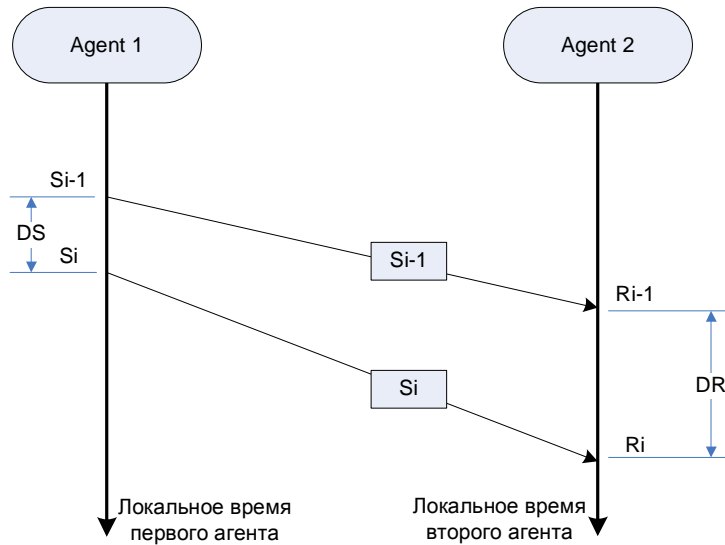 Agent 1
Agent 2
Si-1
DS
Si
Si-1
Ri-1
Si
DR
Ri
Локальное время
первого агента
Локальное время
второго агента